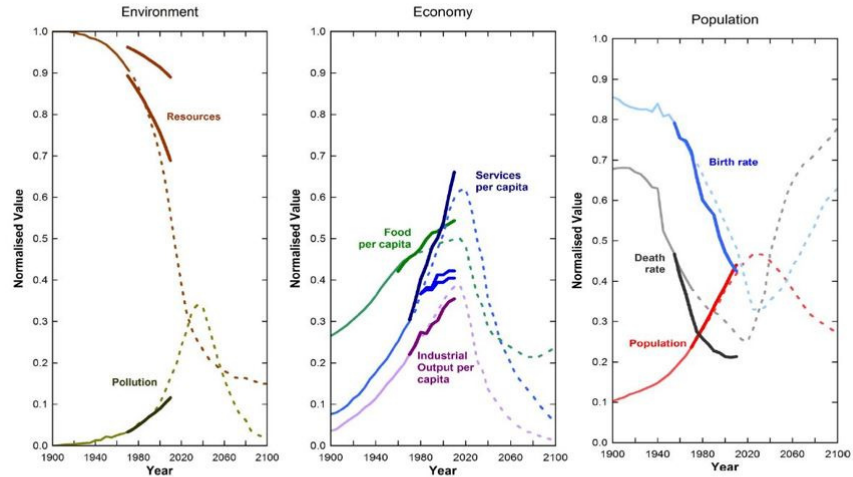 Environment
Normalised Value
1.0
0.9
0.8
0.7
0.6
0.5
0.4
0.3
0.2
0.1
0.0
Resources
Pollution
1900 1940 1980 2020 2060 2100
Year
Economy
Normalised Value
1.0
0.9
0.8
0.7
0.6
0.5
0.4
0.3
0.2
0.1
0.0
Services
per capita
Food
per capita
Industrial
Output per
capita
1900 1940 1980 2020 2060 2100
Year
Population
Normalised Value
1.0
0.9
0.8
0.7
0.6
0.5
0.4
0.3
0.2
0.1
0.0
Birth rate
Death
rate
Population
1900 1940 1980 2020 2060 2100
Year